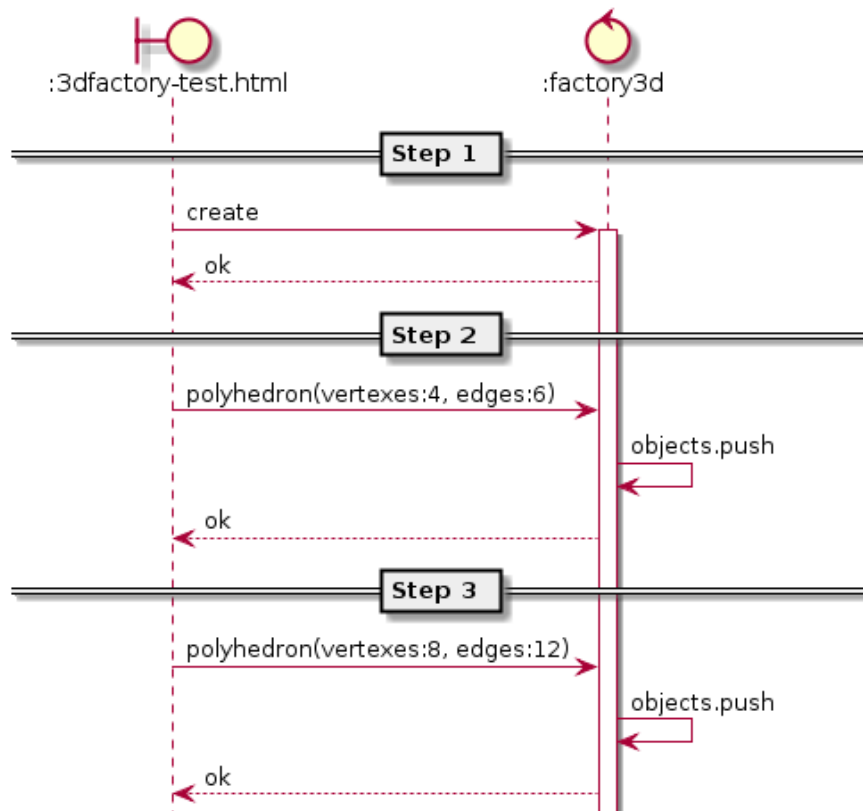 :3dfactory-test.html
:factory3d
Step 1
create
ok
Step 2
polyhedron(vertexes:4, edges:6)
objects.push
ok
Step 3
polyhedron(vertexes:8, edges:12)
objects.push
ok